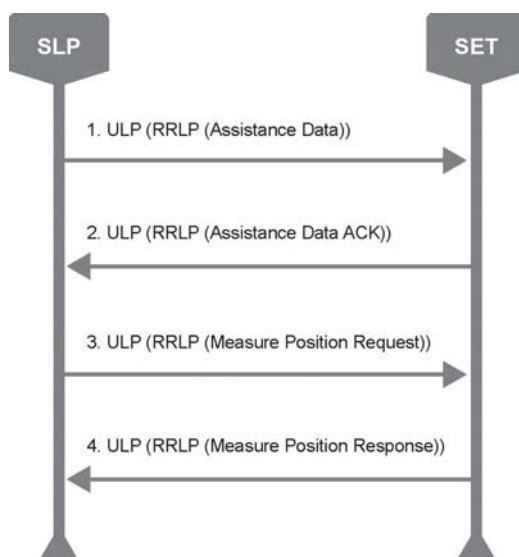 SLP
SET
1. ULP (RRLP (Assistance Data))
2. ULP (RRLP (Assistance Data ACK))
3. ULP (RRLP (Measure Position Request))
4. ULP (RRLP (Measure Position Response))